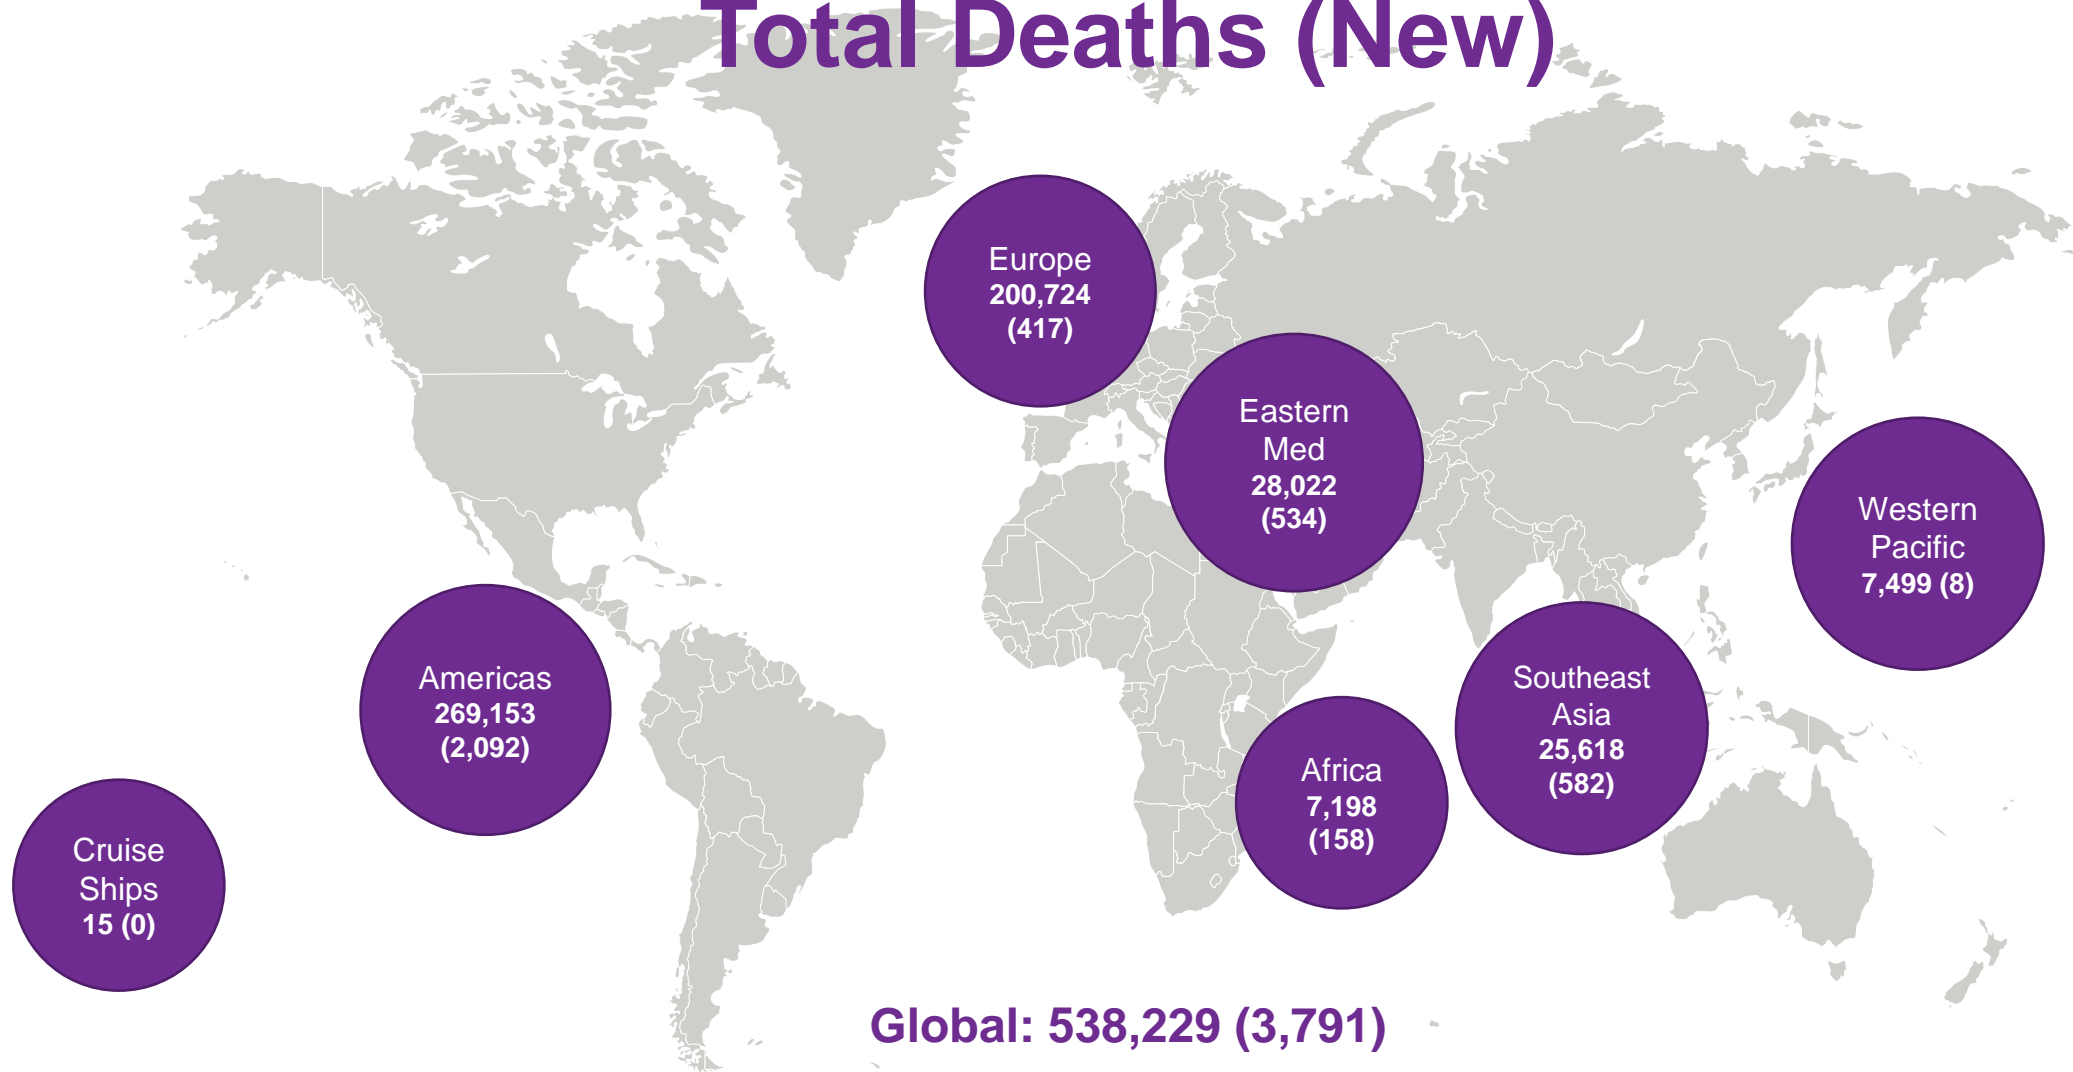 Total Deaths (New)
Europe
200,724
(417)
Eastern
Med
28,022
(534)
Western
Pacific
7,499 (8)
Americas
269,153
(2,092)
Southeast
Asia
25,618
(582)
Africa
7,198
(158)
Cruise
Ships
15 (0)
Global: 538,229 (3,791)